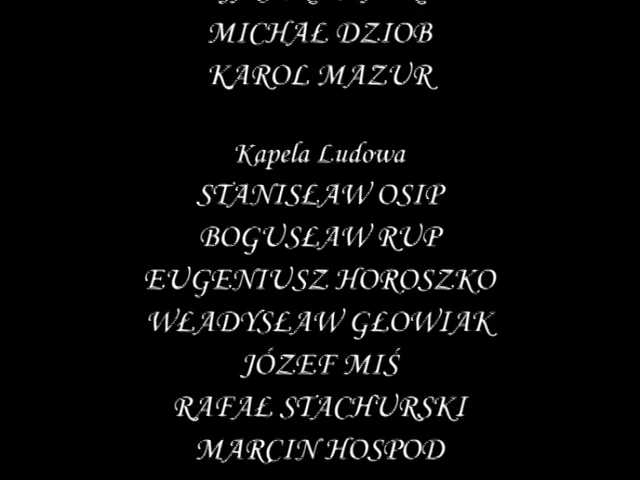 MICHAŁ DZIOB
KAROL MAZUR
Kapela Ludowa
STANISŁAW OSIP
BOGUSŁAW RUP
EUGENIUSZ HOROSZKO
WŁADYSŁAW GŁOWIAK
JÓZEF MIŚ
RAFAŁ STACHURSKI
MARCIN HOSPOD